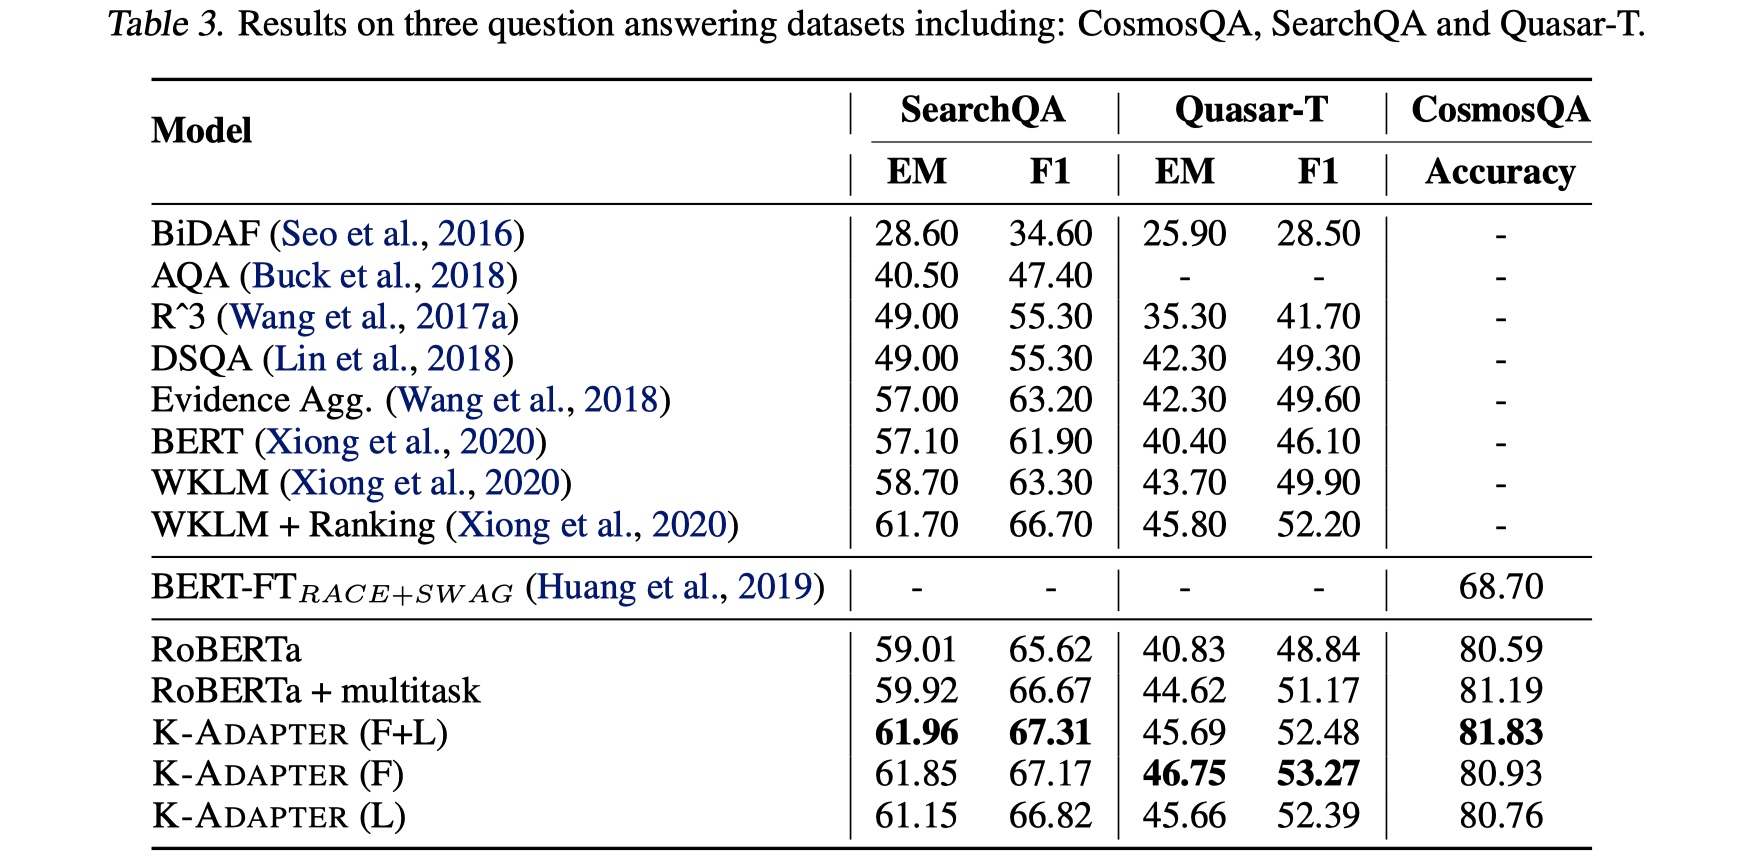 Table 3. Results on three question answering datasets including: CosmosQA, SearchQA and Quasar-T.
Model | SearchQA | Quasar-T | CosmosQA
EM F1 | EM F1 | Accuracy
BiDAF (Seo et al., 2016) | 28.60 34.60 | 25.90 28.50 | -
AQA (Buck et al., 2018) | 40.50 47.40 | - - | -
R^3 (Wang et al., 2017a) | 49.00 55.30 | 35.30 41.70 | -
DSQA (Lin et al., 2018) | 49.00 55.30 | 42.30 49.30 | -
Evidence Agg. (Wang et al., 2018) | 57.00 63.20 | 42.30 49.60 | -
BERT (Xiong et al., 2020) | 57.10 61.90 | 40.40 46.10 | -
WKLM (Xiong et al., 2020) | 58.70 63.30 | 43.70 49.90 | -
WKLM + Ranking (Xiong et al., 2020) | 61.70 66.70 | 45.80 52.20 | -
BERT-FT RACE+SWAG (Huang et al., 2019) | - - | - - | 68.70
RoBERTa | 59.01 65.62 | 40.83 48.84 | 80.59
RoBERTa + multitask | 59.92 66.67 | 44.62 51.17 | 81.19
K-ADAPTER (F+L) | 61.96 67.31 | 45.69 52.48 | 81.83
K-ADAPTER (F) | 61.85 67.17 | 46.75 53.27 | 80.93
K-ADAPTER (L) | 61.15 66.82 | 45.66 52.39 | 80.76